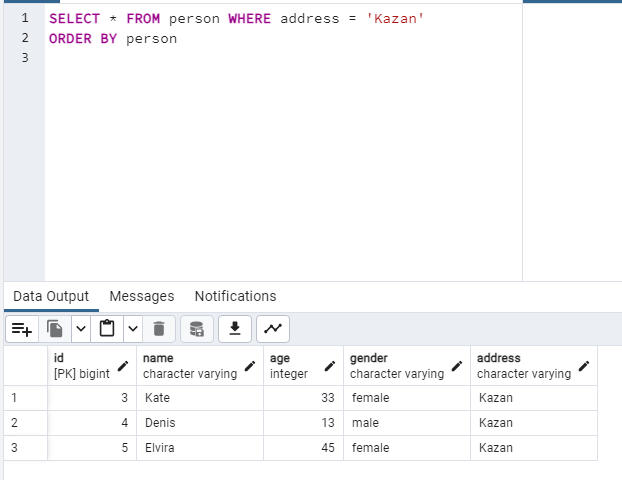 1 SELECT * FROM person WHERE address = 'Kazan'
2 ORDER BY person
3
Data Output Messages Notifications
id name age gender address
[PK] bigint character varying integer character varying character varying
1 3 Kate 33 female Kazan
2 4 Denis 13 male Kazan
3 5 Elvira 45 female Kazan